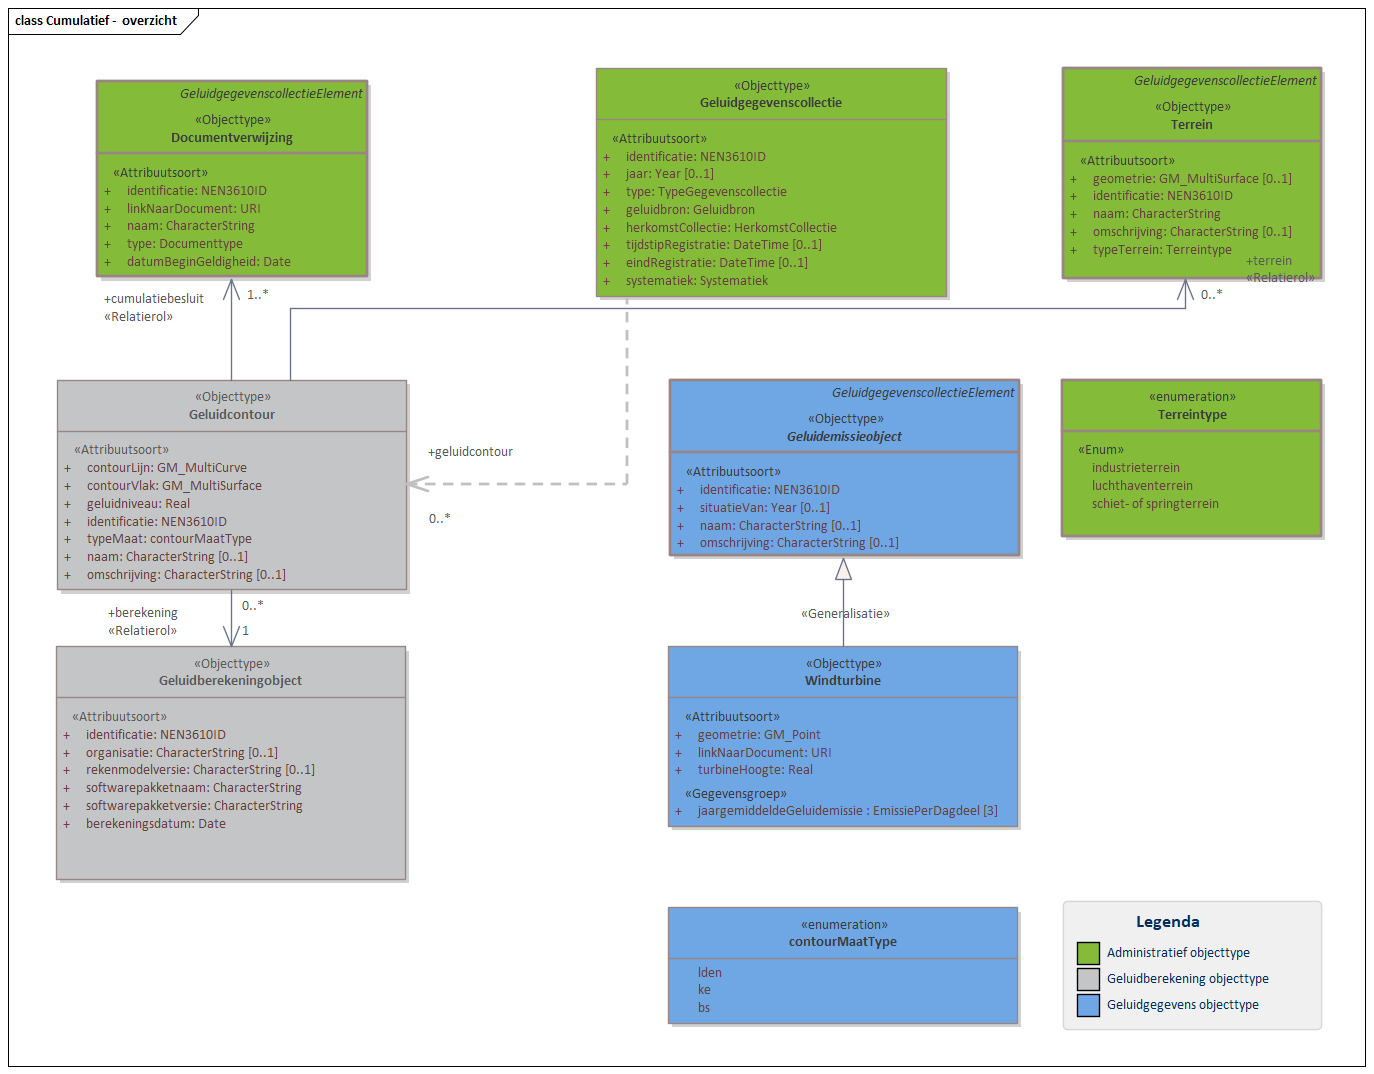 class Cumulatief - overzicht
GeluidgegevenscollectieElement
«Objecttype»
Documentverwijzing
«Attribuutsoort»
+ identificatie: NEN3610ID
+ linkNaarDocument: URI
+ naam: CharacterString
+ type: Documenttype
+ datumBeginGeldigheid: Date
«Objecttype»
Geluidgegevenscollectie
«Attribuutsoort»
+ identificatie: NEN3610ID
+ jaar: Year [0..1]
+ type: TypeGegevenscollectie
+ geluidbron: Geluidbron
+ herkomstCollectie: HerkomstCollectie
+ tijdstipRegistratie: DateTime [0..1]
+ eindRegistratie: DateTime [0..1]
+ systematiek: Systematiek
GeluidgegevenscollectieElement
«Objecttype»
Terrein
«Attribuutsoort»
+ geometrie: GM_MultiSurface [0..1]
+ identificatie: NEN3610ID
+ naam: CharacterString
+ omschrijving: CharacterString [0..1]
+ typeTerrein: Terreintype
+terrein
«Relatierol»
0..*
+cumulatiebesluit
«Relatierol»
1..*
«Objecttype»
Geluidcontour
«Attribuutsoort»
+ contourLijn: GM_MultiCurve
+ contourVlak: GM_MultiSurface
+ geluidniveau: Real
+ identificatie: NEN3610ID
+ typeMaat: contourMaatType
+ naam: CharacterString [0..1]
+ omschrijving: CharacterString [0..1]
+geluidcontour
0..*
GeluidgegevenscollectieElement
«Objecttype»
Geluidemissieobject
«Attribuutsoort»
+ identificatie: NEN3610ID
+ situatieVan: Year [0..1]
+ naam: CharacterString [0..1]
+ omschrijving: CharacterString [0..1]
«enumeration»
Terreintype
«Enum»
industrieterrein
luchthaventerrein
schiet- of springterrein
+berekening
«Relatierol»
0..*
1
«Generalisatie»
«Objecttype»
Geluidberekeningobject
«Attribuutsoort»
+ identificatie: NEN3610ID
+ organisatie: CharacterString [0..1]
+ rekenmodelversie: CharacterString [0..1]
+ softwarepakketnaam: CharacterString
+ softwarepakketversie: CharacterString
+ berekeningsdatum: Date
«Objecttype»
Windturbine
«Attribuutsoort»
+ geometrie: GM_Point
+ linkNaarDocument: URI
+ turbineHoogte: Real
«Gegevensgroep»
+ jaargemiddeldeGeluidemissie : EmissiePerDagdeel [3]
«enumeration»
contourMaatType
lden
ke
bs
Legenda
Administratief objecttype
Geluidberekening objecttype
Geluidgegevens objecttype